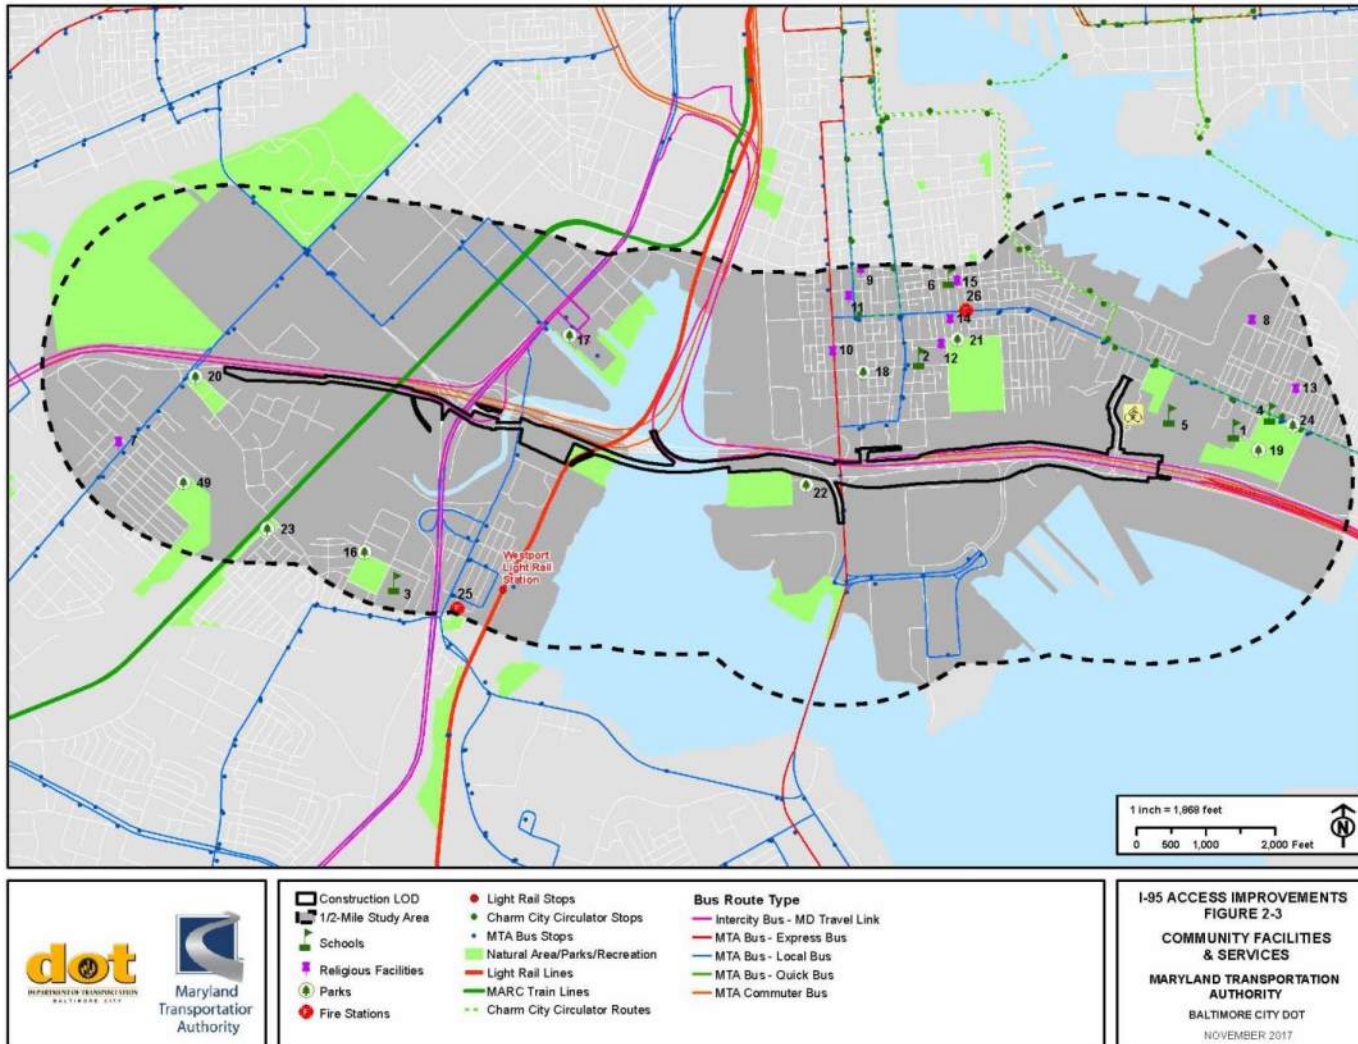 9
6
15
26
11
14
8
17
21
10
2
12
18
20
13
24
4
5
1
7
19
49
22
23
16
Westport
Light Rail
Station
3
25
1 inch = 1,868 feet
0 500 1,000 2,000 Feet
N
dot
DEPARTMENT OF TRANSPORTATION
BALTIMORE CITY
Maryland
Transportation
Authority
Construction LOD
1/2-Mile Study Area
Schools
Religious Facilities
Parks
F Fire Stations
Light Rail Stops
Charm City Circulator Stops
MTA Bus Stops
Natural Area/Parks/Recreation
Light Rail Lines
MARC Train Lines
Charm City Circulator Routes
Bus Route Type
Intercity Bus - MD Travel Link
MTA Bus - Express Bus
MTA Bus - Local Bus
MTA Bus - Quick Bus
MTA Commuter Bus
I-95 ACCESS IMPROVEMENTS
FIGURE 2-3
COMMUNITY FACILITIES
& SERVICES
MARYLAND TRANSPORTATION
AUTHORITY
BALTIMORE CITY DOT
NOVEMBER 2017